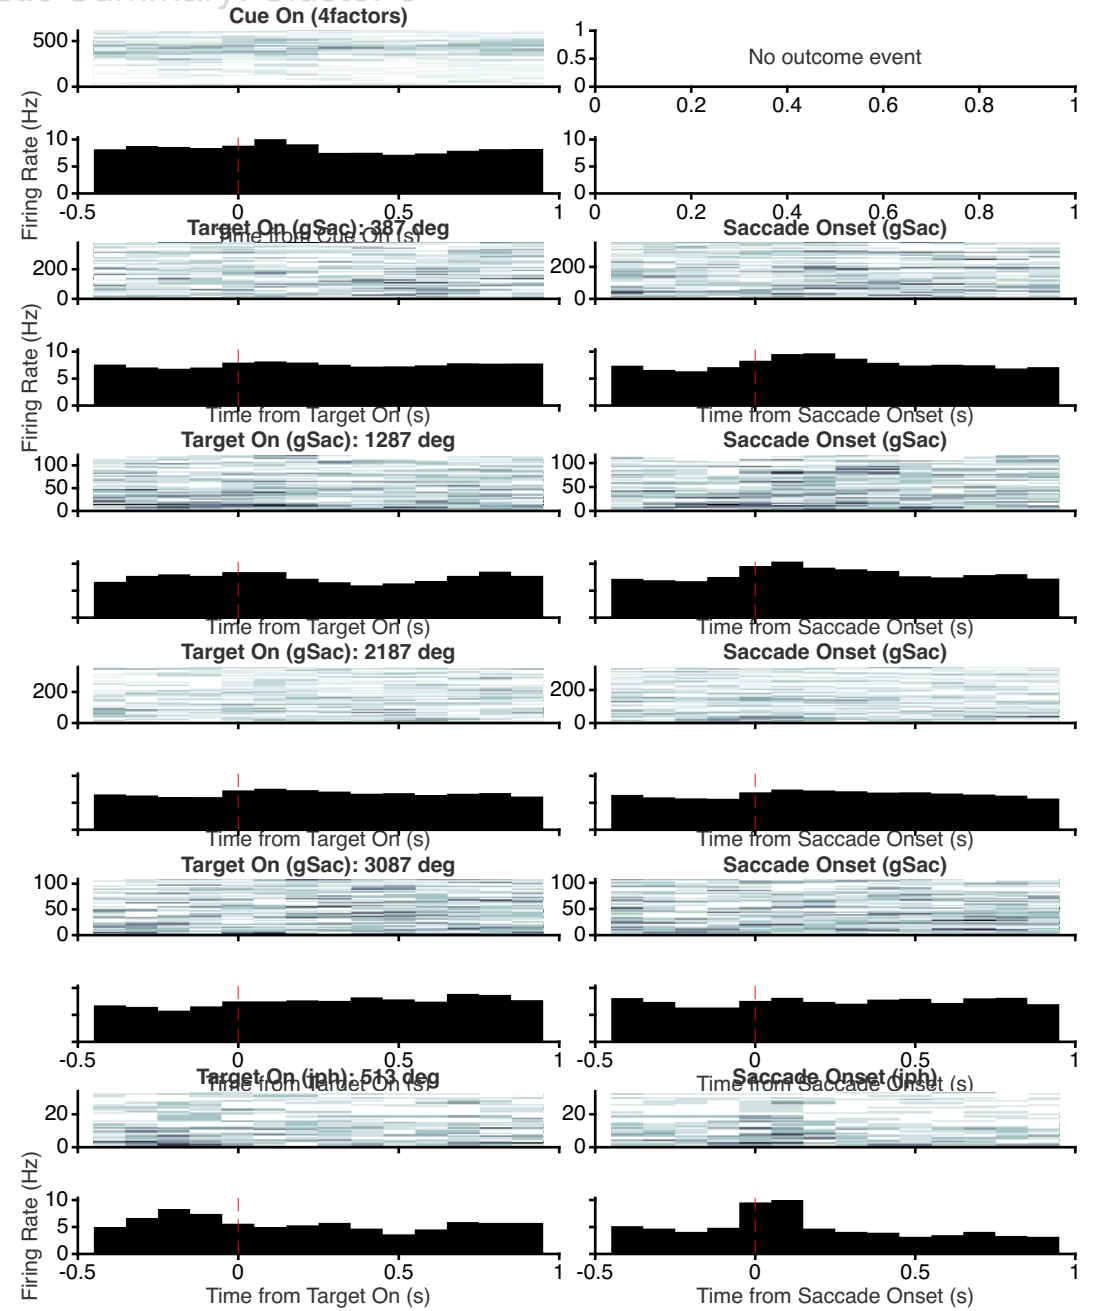 Cue On (4factors)
500
0
1
0.5
0
No outcome event
0 0.2 0.4 0.6 0.8 1
Firing Rate (Hz)
10
5
0
-0.5 0 0.5 1
Time from Cue On (s)
10
5
0
0 0.2 0.4 0.6 0.8 1
Target On (gSac): 387 deg
200
0
Saccade Onset (gSac)
200
0
Firing Rate (Hz)
10
5
0
Time from Target On (s)
Time from Saccade Onset (s)
Target On (gSac): 1287 deg
100
50
0
Saccade Onset (gSac)
100
50
0
Time from Target On (s)
Time from Saccade Onset (s)
Target On (gSac): 2187 deg
200
0
Saccade Onset (gSac)
200
0
Time from Target On (s)
Time from Saccade Onset (s)
Target On (gSac): 3087 deg
100
50
0
Saccade Onset (gSac)
100
50
0
-0.5 0 0.5 1
Time from Target On (s)
-0.5 0 0.5 1
Time from Saccade Onset (s)
Target On (iph): 513 deg
20
0
Saccade Onset (iph)
20
0
Firing Rate (Hz)
10
5
0
-0.5 0 0.5 1
Time from Target On (s)
-0.5 0 0.5 1
Time from Saccade Onset (s)